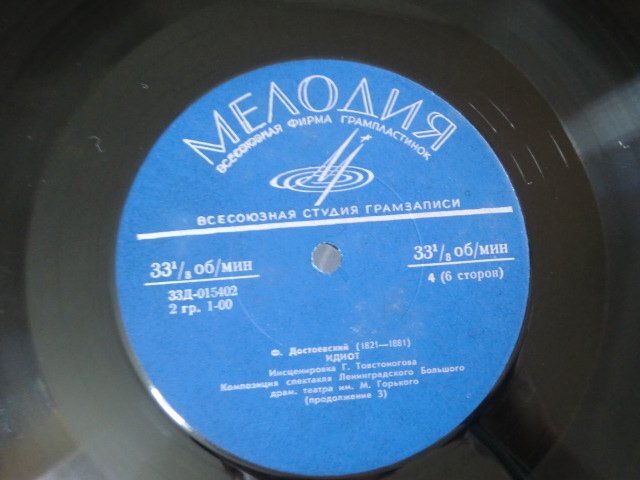 МЕЛОДИЯ
ВСЕСОЮЗНАЯ ФИРМА ГРАМПЛАСТИНОК
ВСЕСОЮЗНАЯ СТУДИЯ ГРАМЗАПИСИ
33¹/₃ об/мин
33Д-015402
2 гр. 1-00
33¹/₃ об/мин
4 (6 сторон)
Ф. Достоевский (1821—1881)
ИДИОТ
Инсценировка Г. Товстоногова
Композиция спектакля Ленинградского Большого
драм. театра им. М. Горького
(продолжение 3)